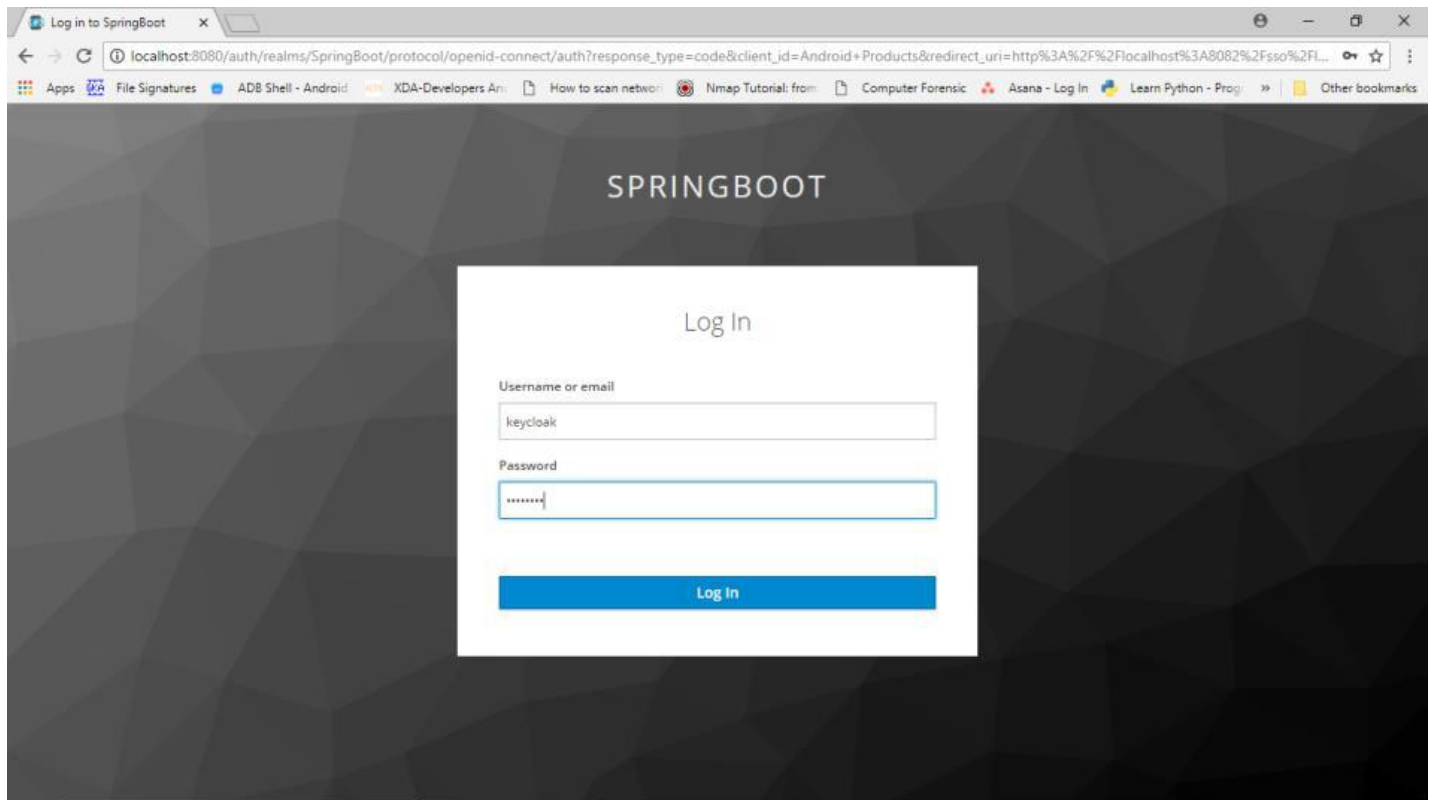 Log in to SpringBoot
localhost:8080/auth/realms/SpringBoot/protocol/openid-connect/auth?response_type=code&client_id=Android+Products&redirect_uri=http%3A%2F%2Flocalhost%3A8082%2Fsso%2Fl...
Apps File Signatures ADB Shell - Android XDA-Developers An How to scan networ Nmap Tutorial: from Computer Forensic Asana - Log In Learn Python - Prog » Other bookmarks
SPRINGBOOT
Log In
Username or email
keycloak
Password
••••••••
Log In